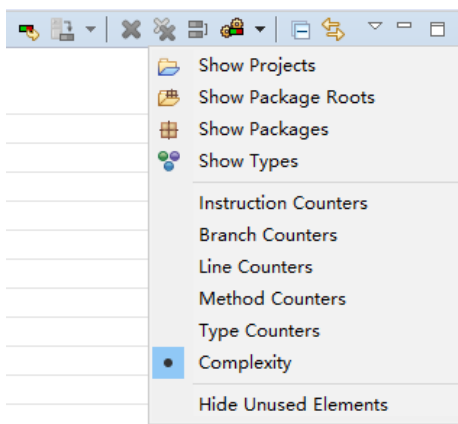 Show Projects
Show Package Roots
Show Packages
Show Types
Instruction Counters
Branch Counters
Line Counters
Method Counters
Type Counters
Complexity
Hide Unused Elements